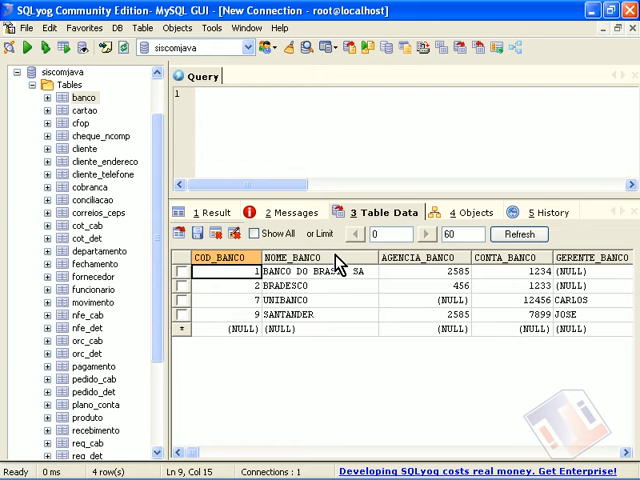 SQLyog Community Edition- MySQL GUI - [New Connection - root@localhost]
File Edit Favorites DB Table Objects Tools Window Help
siscomjava
siscomjava
Tables
banco
cartao
cfop
cheque_ncomp
cliente
cliente_endereco
cliente_telefone
cobranca
conciliacao
correios_ceps
cot_cab
cot_det
departamento
fechamento
fornecedor
funcionario
movimento
nfe_cab
nfe_det
orc_cab
orc_det
pagamento
pedido_cab
pedido_det
plano_conta
produto
recebimento
req_cab
req_det
Query
1
1 Result 2 Messages 3 Table Data 4 Objects 5 History
Show All or Limit 0 60 Refresh
COD_BANCO NOME_BANCO AGENCIA_BANCO CONTA_BANCO GERENTE_BANCO
1 BANCO DO BRASIL SA 2585 1234 (NULL)
2 BRADESCO 456 1233 (NULL)
7 UNIBANCO (NULL) 12456 CARLOS
9 SANTANDER 2585 7899 JOSE
* (NULL) (NULL) (NULL) (NULL) (NULL)
Ready 0 ms 4 row(s) Ln 9, Col 15 Connections : 1 Developing SQLyog costs real money. Get Enterprise!